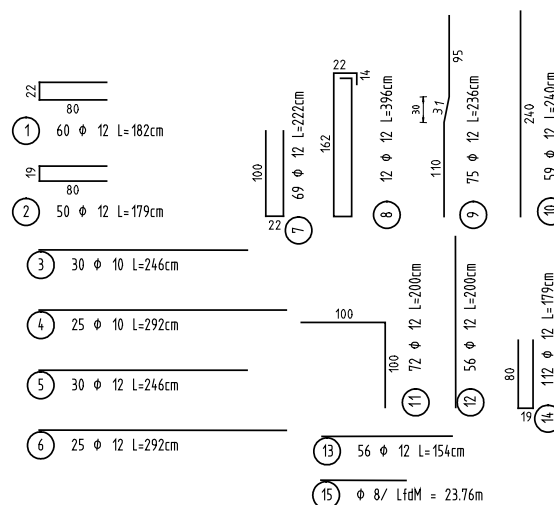 22
80
1 60 ϕ 12 L=182cm
19
80
2 50 ϕ 12 L=179cm
3 30 ϕ 10 L=246cm
4 25 ϕ 10 L=292cm
5 30 ϕ 12 L=246cm
6 25 ϕ 12 L=292cm
100
22
7 69 ϕ 12 L=222cm
22
14
162
8 12 ϕ 12 L=396cm
95
30
31
110
9 75 ϕ 12 L=236cm
240
10 59 ϕ 12 L=240cm
100
100
11 72 ϕ 12 L=200cm
12 56 ϕ 12 L=200cm
80
19
14 112 ϕ 12 L=179cm
13 56 ϕ 12 L=154cm
15 ϕ 8/ LfdM = 23.76m